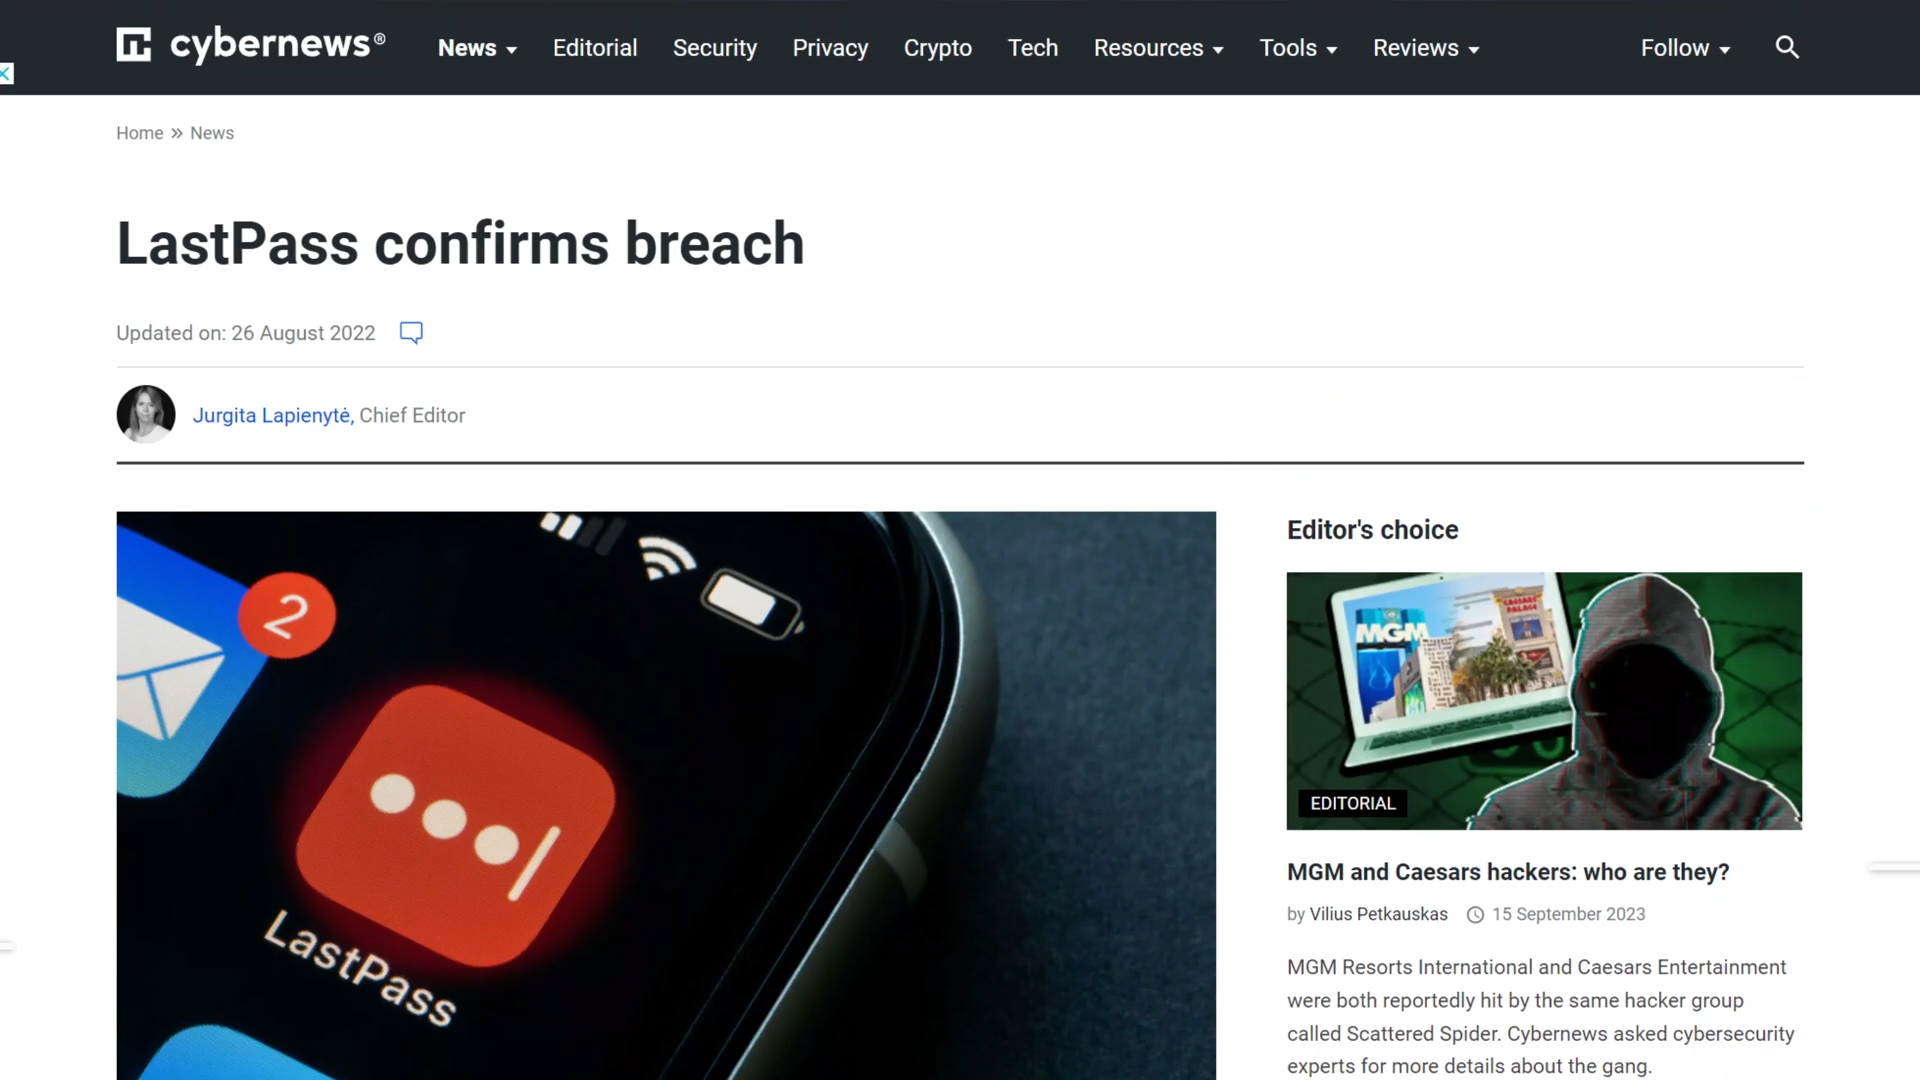 cybernews®
News
Editorial
Security
Privacy
Crypto
Tech
Resources
Tools
Reviews
Follow
Home » News
LastPass confirms breach
Updated on: 26 August 2022
Jurgita Lapienytė, Chief Editor
2
LastPass
Editor's choice
MGM
CAESARS
PALACE
EDITORIAL
MGM and Caesars hackers: who are they?
by Vilius Petkauskas 15 September 2023
MGM Resorts International and Caesars Entertainment
were both reportedly hit by the same hacker group
called Scattered Spider. Cybernews asked cybersecurity
experts for more details about the gang.